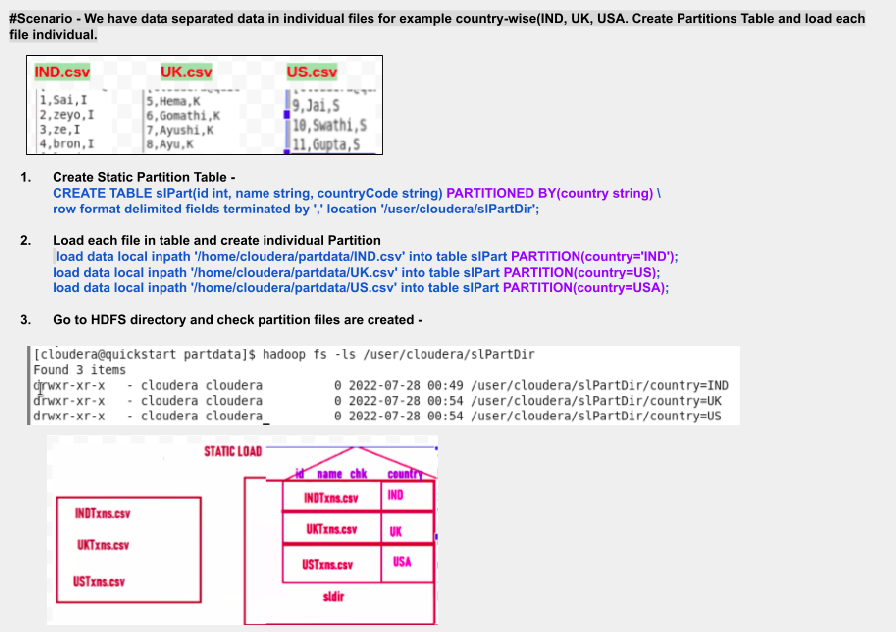 #Scenario - We have data separated data in individual files for example country-wise(IND, UK, USA. Create Partitions Table and load each
file individual.
IND.csv UK.csv US.csv
1,Sai,I 5,Hema,K 9,Jai,S
2,zeyo,I 6,Gomathi,K 10,Swathi,S
3,ze,I 7,Ayushi,K 11,Gupta,S
4,bron,I 8,Ayu,K
1. Create Static Partition Table -
CREATE TABLE slPart(id int, name string, countryCode string) PARTITIONED BY(country string) \
row format delimited fields terminated by ',' location '/user/cloudera/slPartDir';
2. Load each file in table and create individual Partition
load data local inpath '/home/cloudera/partdata/IND.csv' into table slPart PARTITION(country='IND');
load data local inpath '/home/cloudera/partdata/UK.csv' into table slPart PARTITION(country=US);
load data local inpath '/home/cloudera/partdata/US.csv' into table slPart PARTITION(country=USA);
3. Go to HDFS directory and check partition files are created -
[cloudera@quickstart partdata]$ hadoop fs -ls /user/cloudera/slPartDir
Found 3 items
drwxr-xr-x - cloudera cloudera 0 2022-07-28 00:49 /user/cloudera/slPartDir/country=IND
drwxr-xr-x - cloudera cloudera 0 2022-07-28 00:54 /user/cloudera/slPartDir/country=UK
drwxr-xr-x - cloudera cloudera 0 2022-07-28 00:54 /user/cloudera/slPartDir/country=US
STATIC LOAD
id name chk country
INDTxns.csv INDTxns.csv IND
UKTxns.csv UKTxns.csv UK
USTxns.csv USTxns.csv USA
sldir